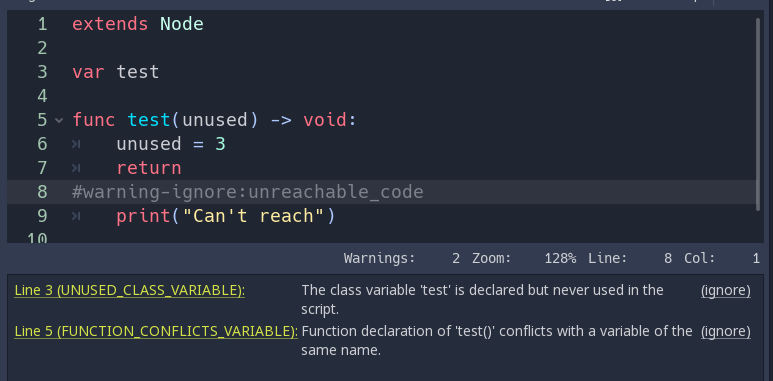 1 extends Node
2
3 var test
4
5 func test(unused) -> void:
6 unused = 3
7 return
8 #warning-ignore:unreachable_code
9 print("Can't reach")
10
Warnings: 2 Zoom: 128% Line: 8 Col: 1
Line 3 (UNUSED_CLASS_VARIABLE): The class variable 'test' is declared but never used in the (ignore)
script.
Line 5 (FUNCTION_CONFLICTS_VARIABLE): Function declaration of 'test()' conflicts with a variable of the (ignore)
same name.